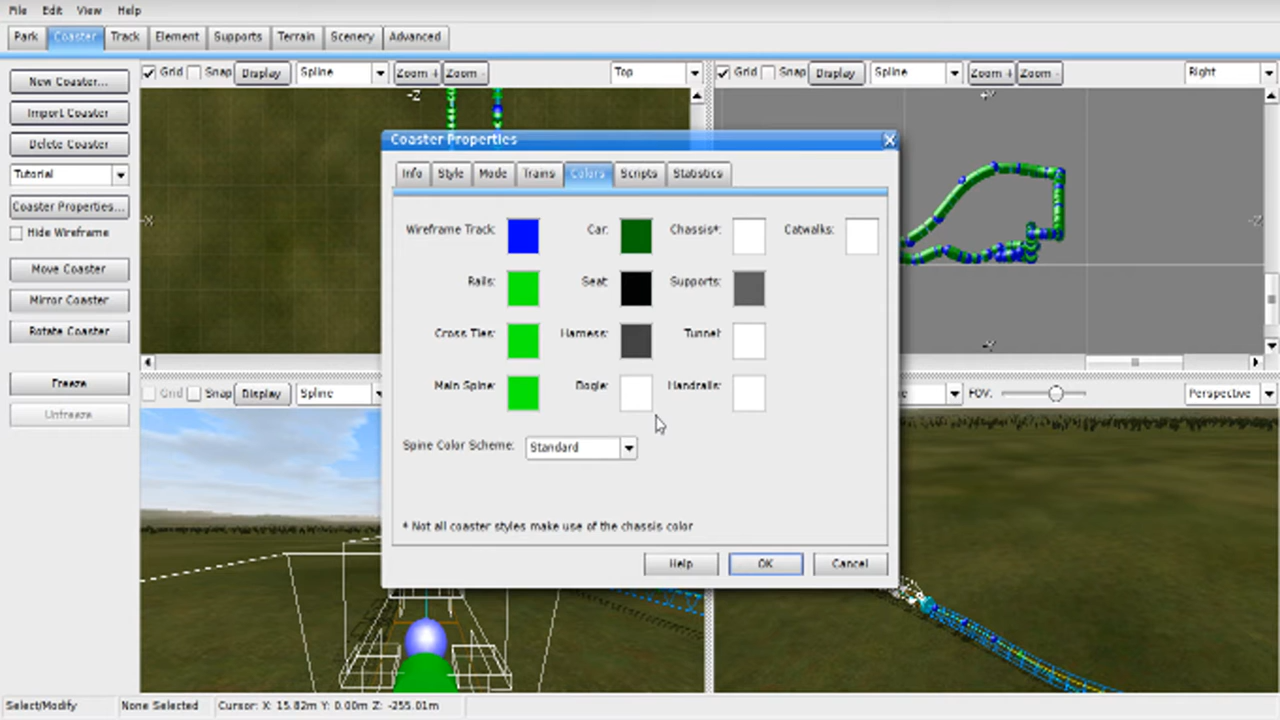 File Edit View Help
Park Coaster Track Element Supports Terrain Scenery Advanced
New Coaster...
Import Coaster
Delete Coaster
Tutorial
Coaster Properties...
Hide Wireframe
Move Coaster
Mirror Coaster
Rotate Coaster
Freeze
Unfreeze
Grid Snap Display Spline Zoom + Zoom - Top
-Z
-X
Grid Snap Display Spline Zoom + Zoom - Right
+Y
-Z
-Y
Coaster Properties
Info Style Mode Trains Colors Scripts Statistics
Wireframe Track: Car: Chassis*: Catwalks:
Rails: Seat: Supports:
Cross Ties: Harness: Tunnel:
Main Spine: Bogie: Handrails:
Spine Color Scheme: Standard
* Not all coaster styles make use of the chassis color
Help OK Cancel
Grid Snap Display Spline
FOV: Perspective
Select/Modify None Selected Cursor: X: 15.82m Y: 0.00m Z: -255.01m